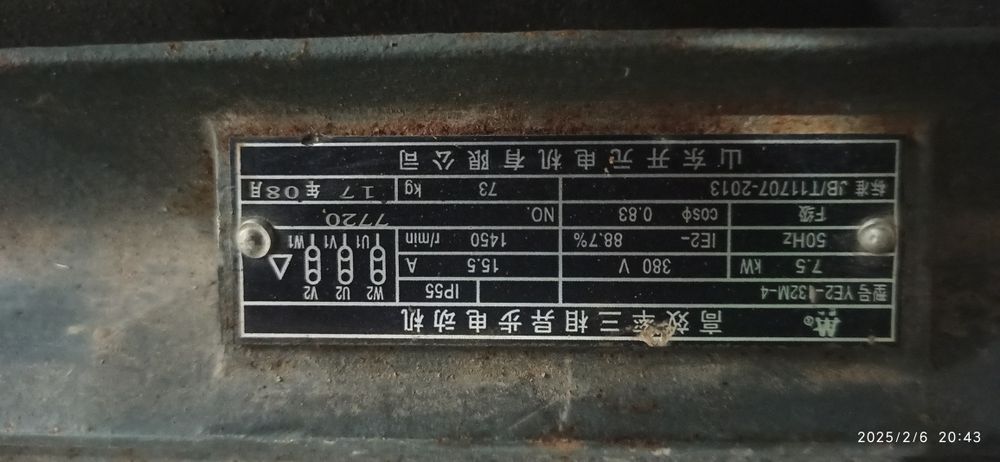 高效率三相异步电动机
型号 YE2-132M-4 IP55
7.5 kW 380 V 15.5 A
50Hz IE2-88.7% 1450 r/min
F级 cosφ 0.83 NO. 7720
标准 JB/T11707-2013 73 kg 17年08月
W2 U2 V2
U1 V1 W1
△
山东开元电机有限公司
2025/2/6 20:43